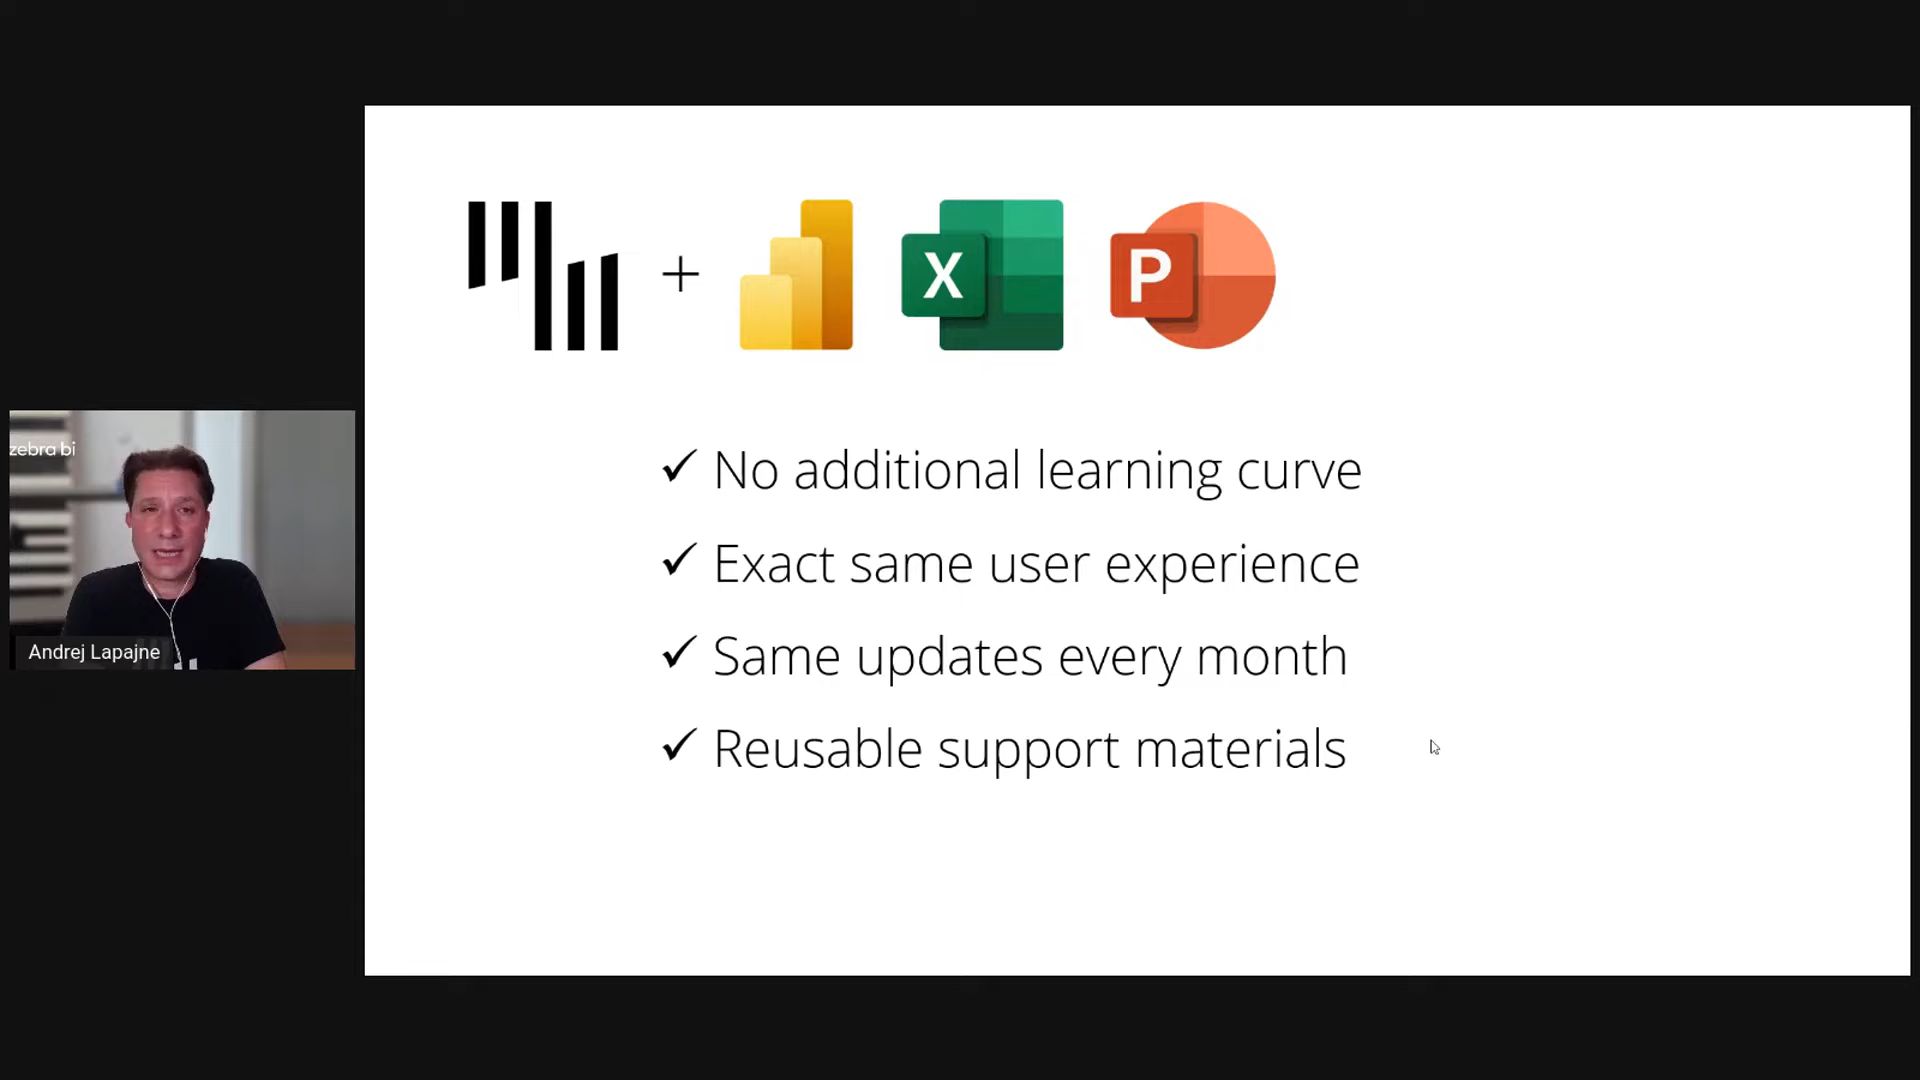 X
P
No additional learning curve
Exact same user experience
Same updates every month
Reusable support materials
zebra bi
Andrej Lapajne